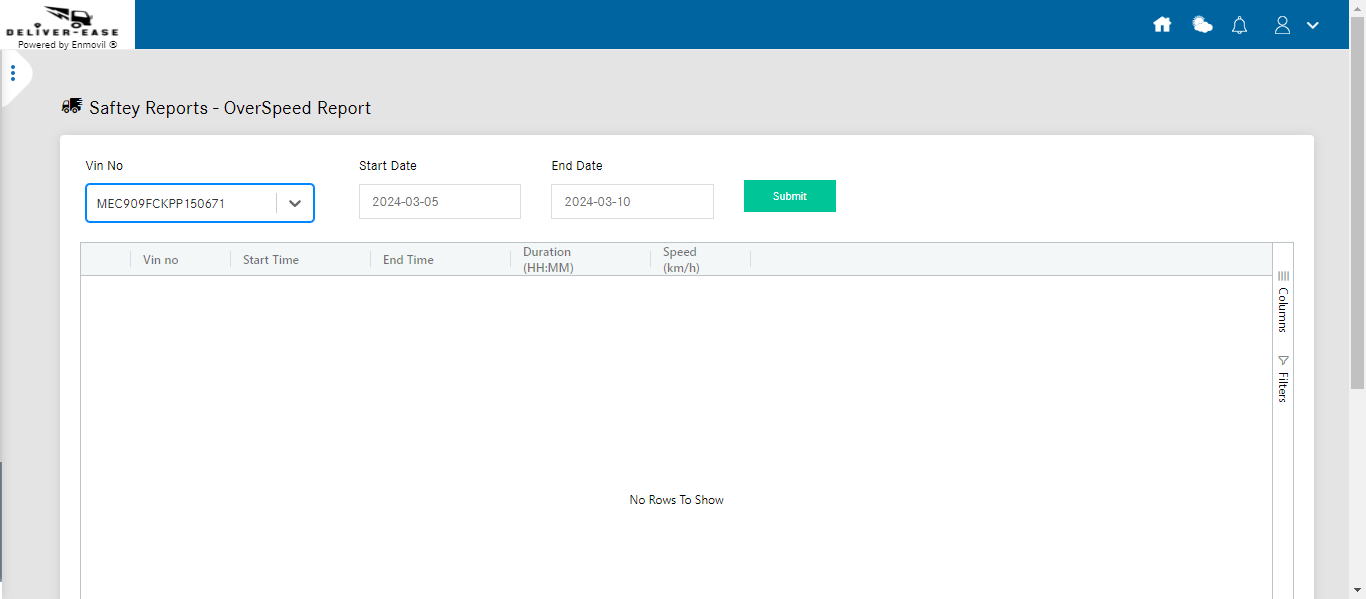 DELIVER-EASE
Powered by Enmovil ®
Saftey Reports - OverSpeed Report
Vin No
Start Date
End Date
MEC909FCKPP150671
2024-03-05
2024-03-10
Submit
Vin no
Start Time
End Time
Duration
(HH:MM)
Speed
(km/h)
Columns
Filters
No Rows To Show